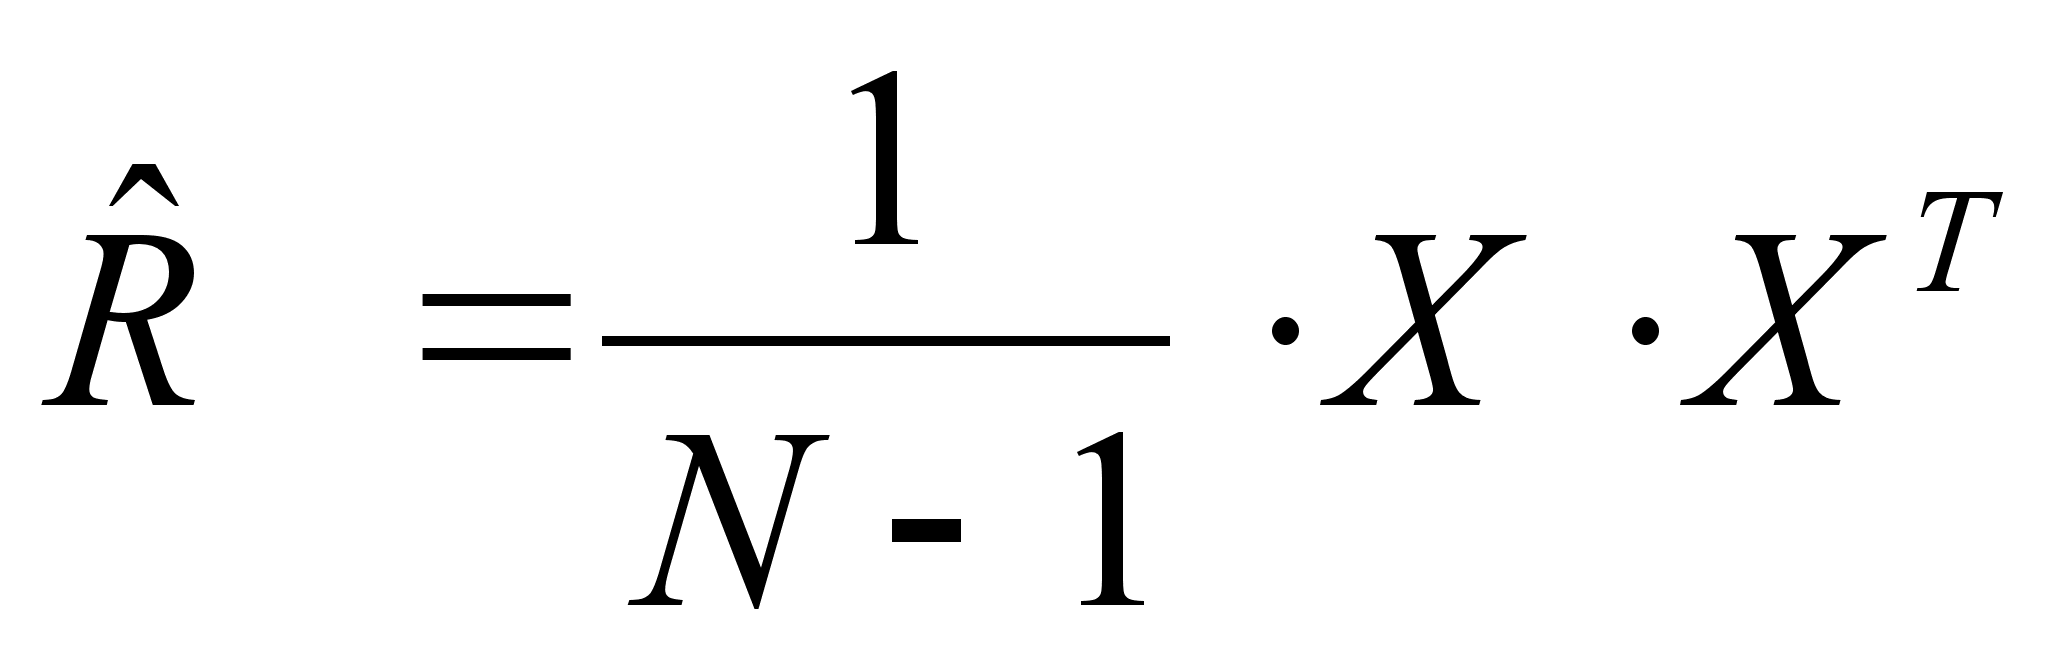 R̂ = 1/(N - 1) · X · X^T